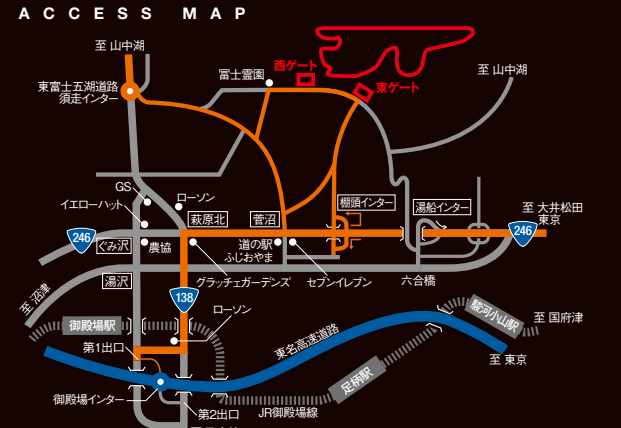 ACCESS MAP
至 山中湖
東富士五湖道路
須走インター
富士霊園
西ゲート
東ゲート
至 山中湖
GS
イエローハット
ローソン
萩原北
菅沼
棚頭インター
湯船インター
至 大井松田
東京
246
ぐみ沢
農協
道の駅
ふじおやま
246
湯沢
グラッチェガーデンズ
セブンイレブン
六合橋
至 沼津
138
ローソン
御殿場駅
駿河小山駅
至 国府津
第1出口
東名高速道路
至 東京
足柄駅
御殿場インター
第2出口
JR御殿場線